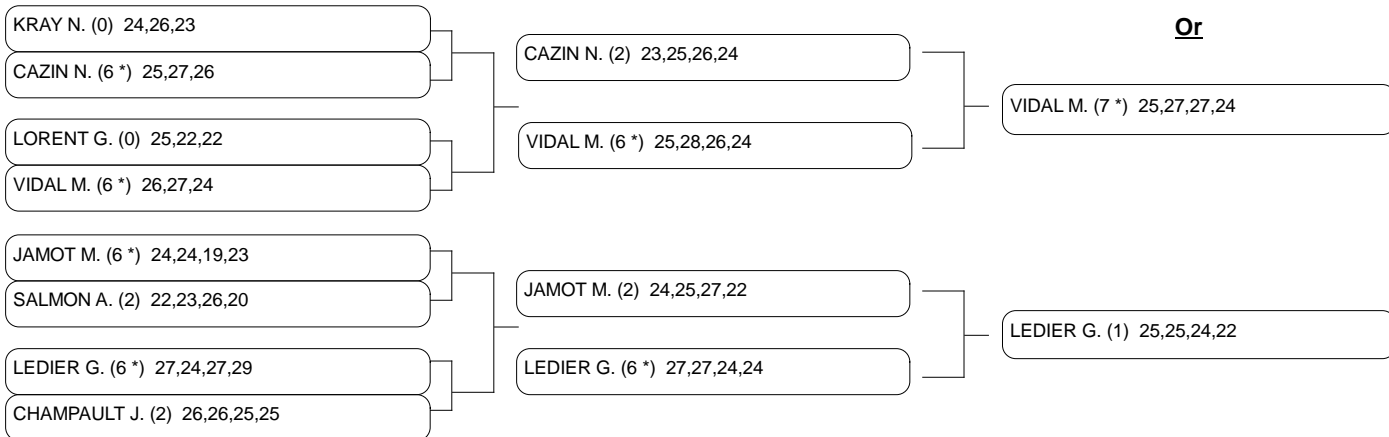 KRAY N. (0) 24,26,23
CAZIN N. (6 *) 25,27,26
LORENT G. (0) 25,22,22
VIDAL M. (6 *) 26,27,24
JAMOT M. (6 *) 24,24,19,23
SALMON A. (2) 22,23,26,20
LEDIER G. (6 *) 27,24,27,29
CHAMPAULT J. (2) 26,26,25,25
CAZIN N. (2) 23,25,26,24
VIDAL M. (6 *) 25,28,26,24
JAMOT M. (2) 24,25,27,22
LEDIER G. (6 *) 27,27,24,24
Or
VIDAL M. (7 *) 25,27,27,24
LEDIER G. (1) 25,25,24,22